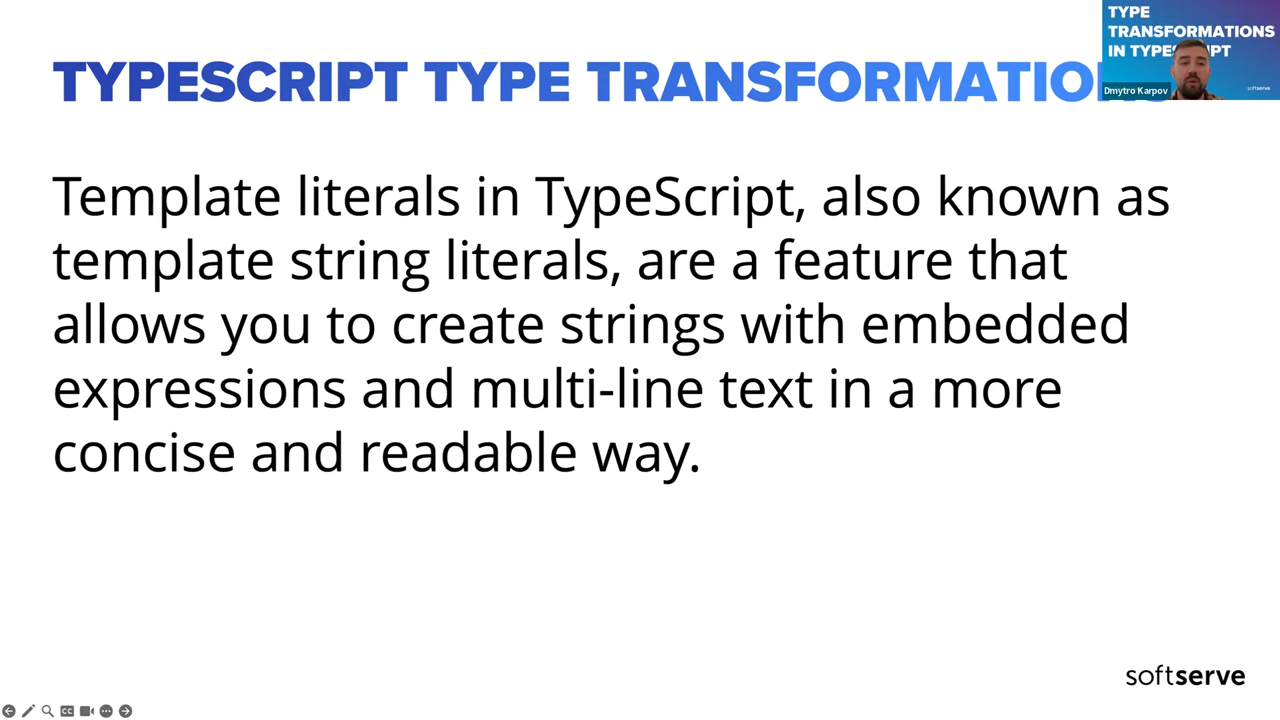 TYPESCRIPT TYPE TRANSFORMATIO
TYPE
TRANSFORMATIONS
IN TYPESCRIPT
Dmytro Karpov
softserve
Template literals in TypeScript, also known as
template string literals, are a feature that
allows you to create strings with embedded
expressions and multi-line text in a more
concise and readable way.
softserve